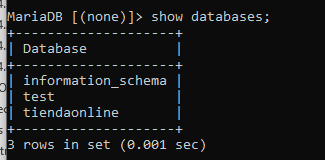 MariaDB [(none)]> show databases;
+--------------------+
| Database           |
+--------------------+
| information_schema |
| test               |
| tiendaonline       |
+--------------------+
3 rows in set (0.001 sec)